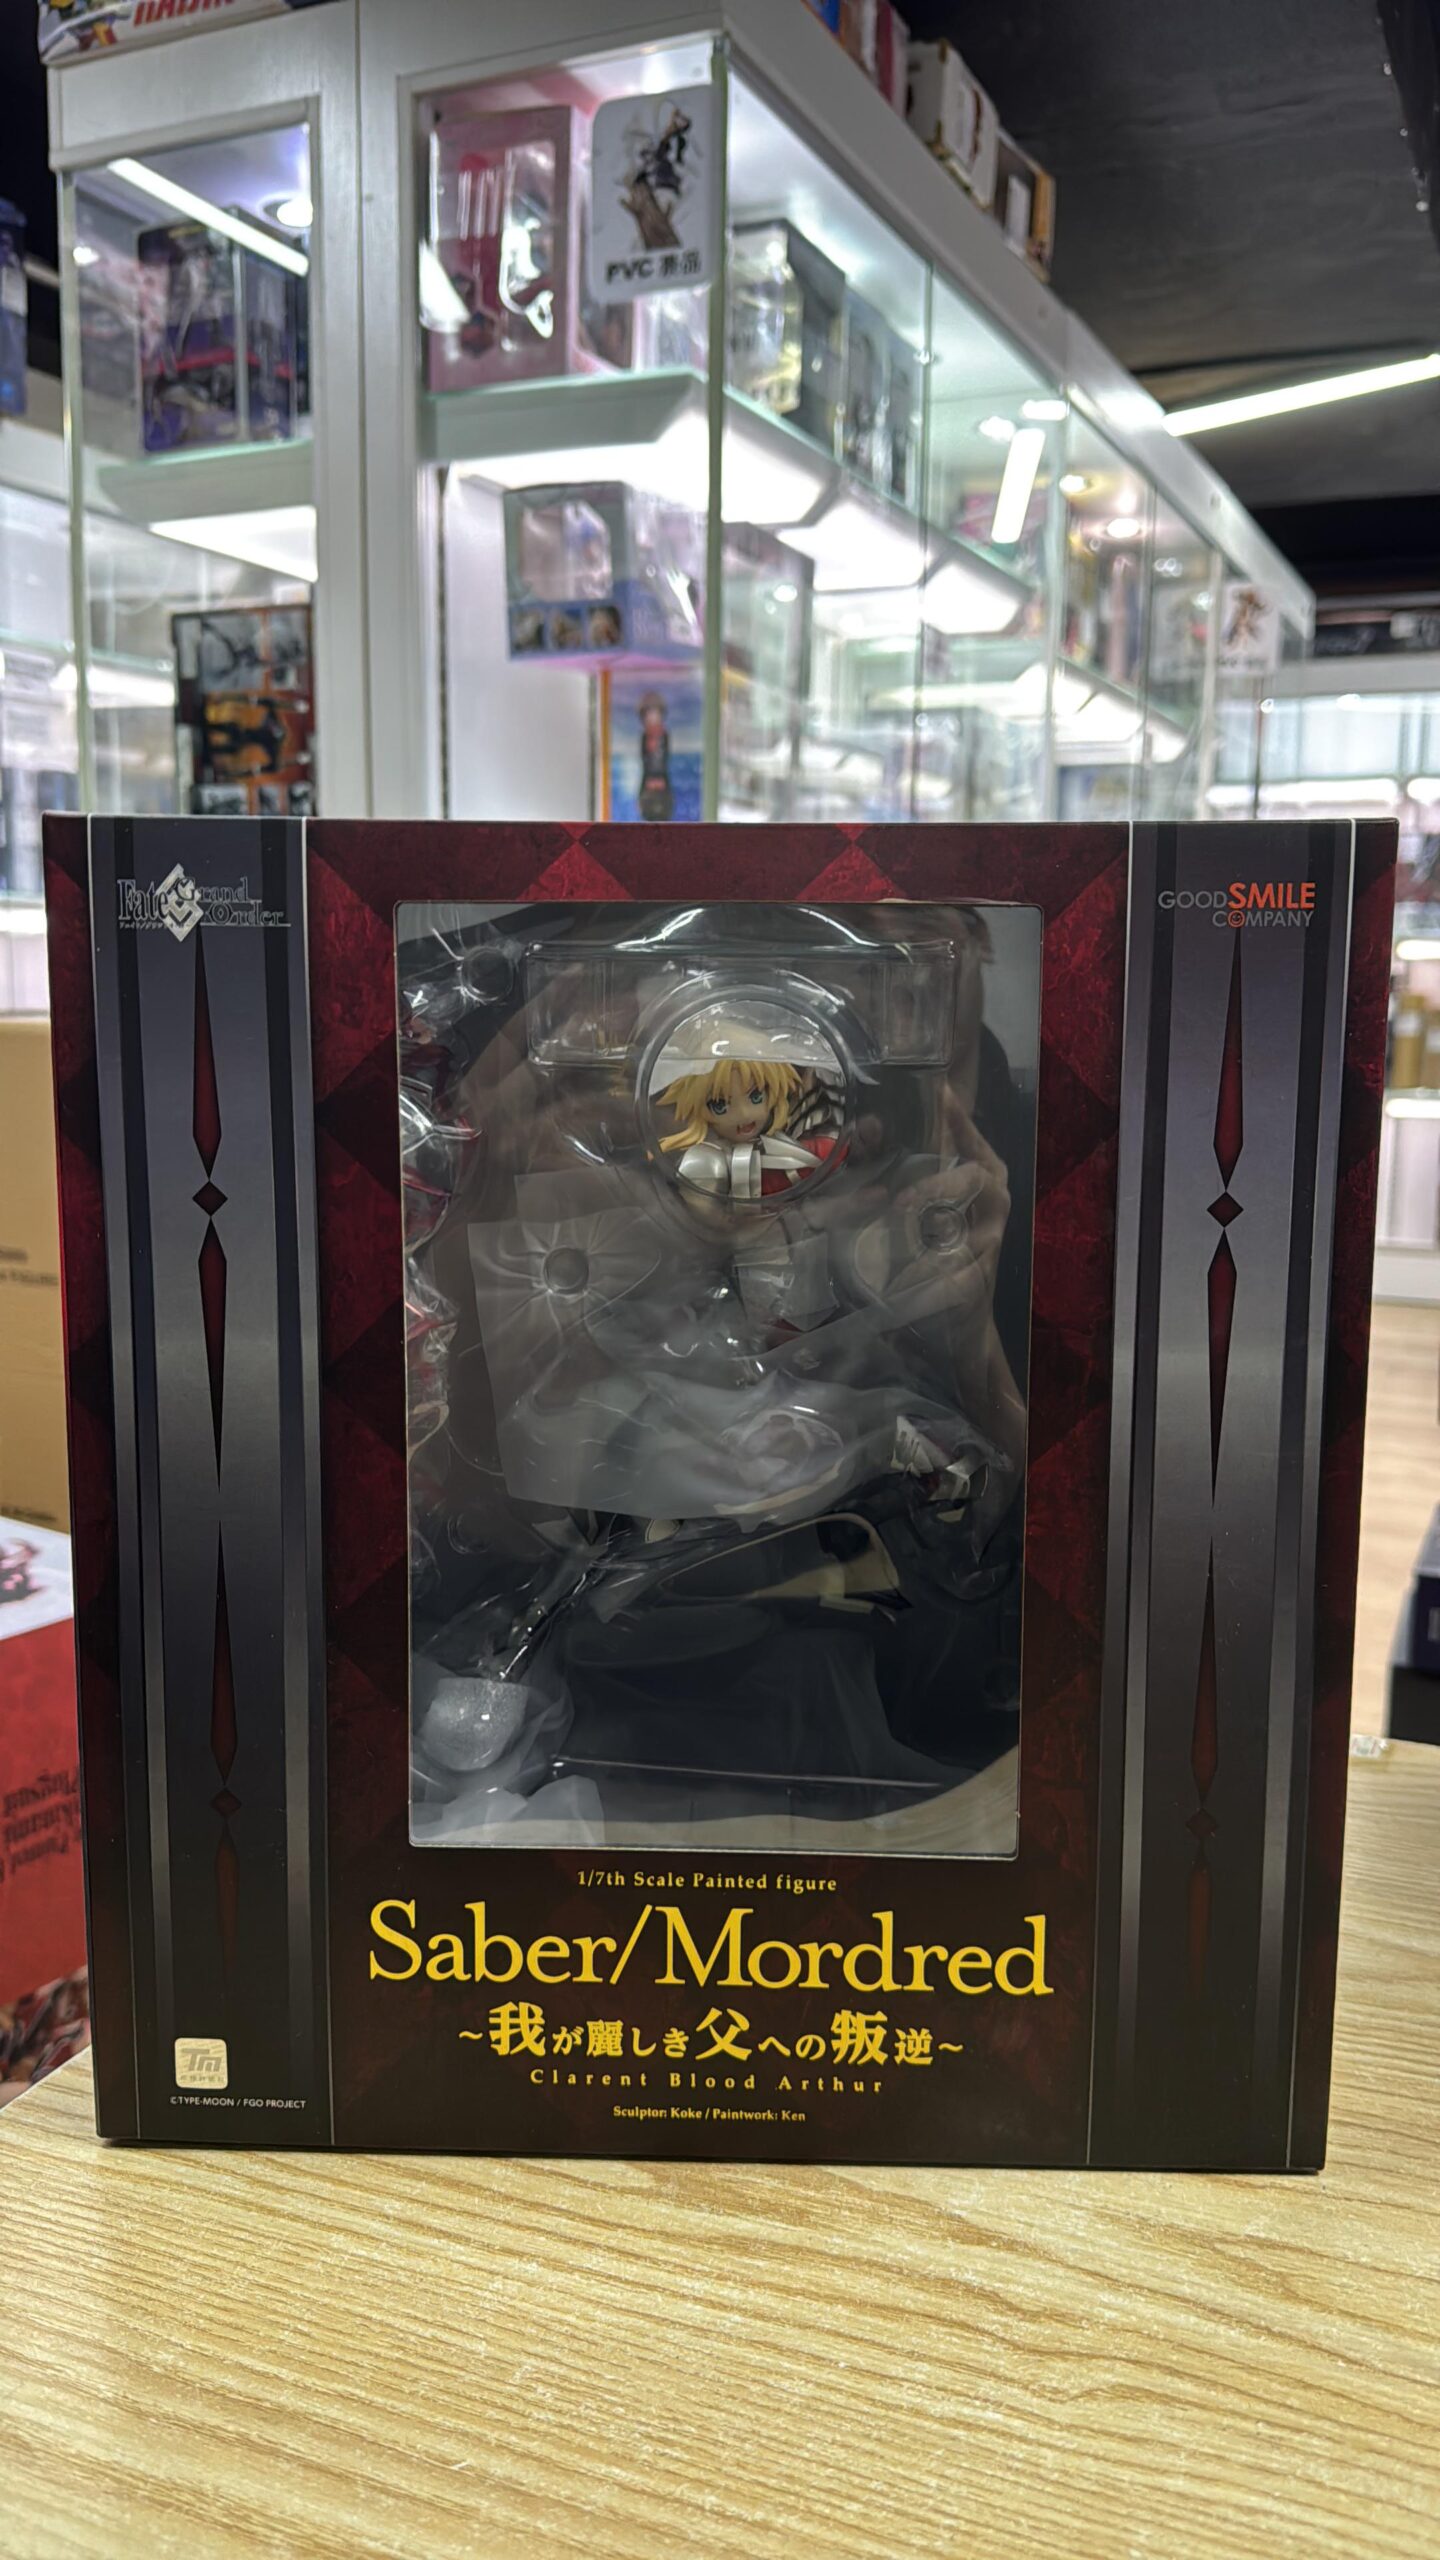 PVC 景品
Fate Grand Order
GOOD SMILE COMPANY
1/7th Scale Painted figure
Saber/Mordred
~我が麗しき父への叛逆~
Clarent Blood Arthur
Sculptor: Koke / Paintwork: Ken
TM
©TYPE-MOON / FGO PROJECT